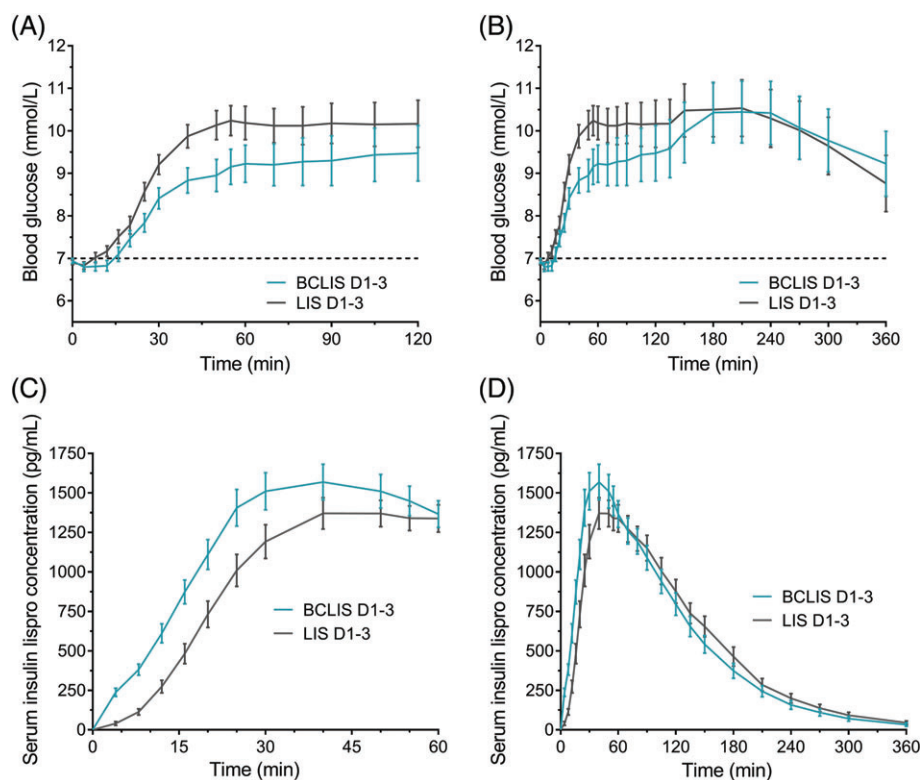 (A)
12
11
10
9
8
7
6
Blood glucose (mmol/L)
BCLIS D1-3
LIS D1-3
0 30 60 90 120
Time (min)
(B)
12
11
10
9
8
7
6
Blood glucose (mmol/L)
BCLIS D1-3
LIS D1-3
0 60 120 180 240 300 360
Time (min)
(C)
1750
1500
1250
1000
750
500
250
0
Serum insulin lispro concentration (pg/mL)
BCLIS D1-3
LIS D1-3
0 15 30 45 60
Time (min)
(D)
1750
1500
1250
1000
750
500
250
0
Serum insulin lispro concentration (pg/mL)
BCLIS D1-3
LIS D1-3
0 60 120 180 240 300 360
Time (min)